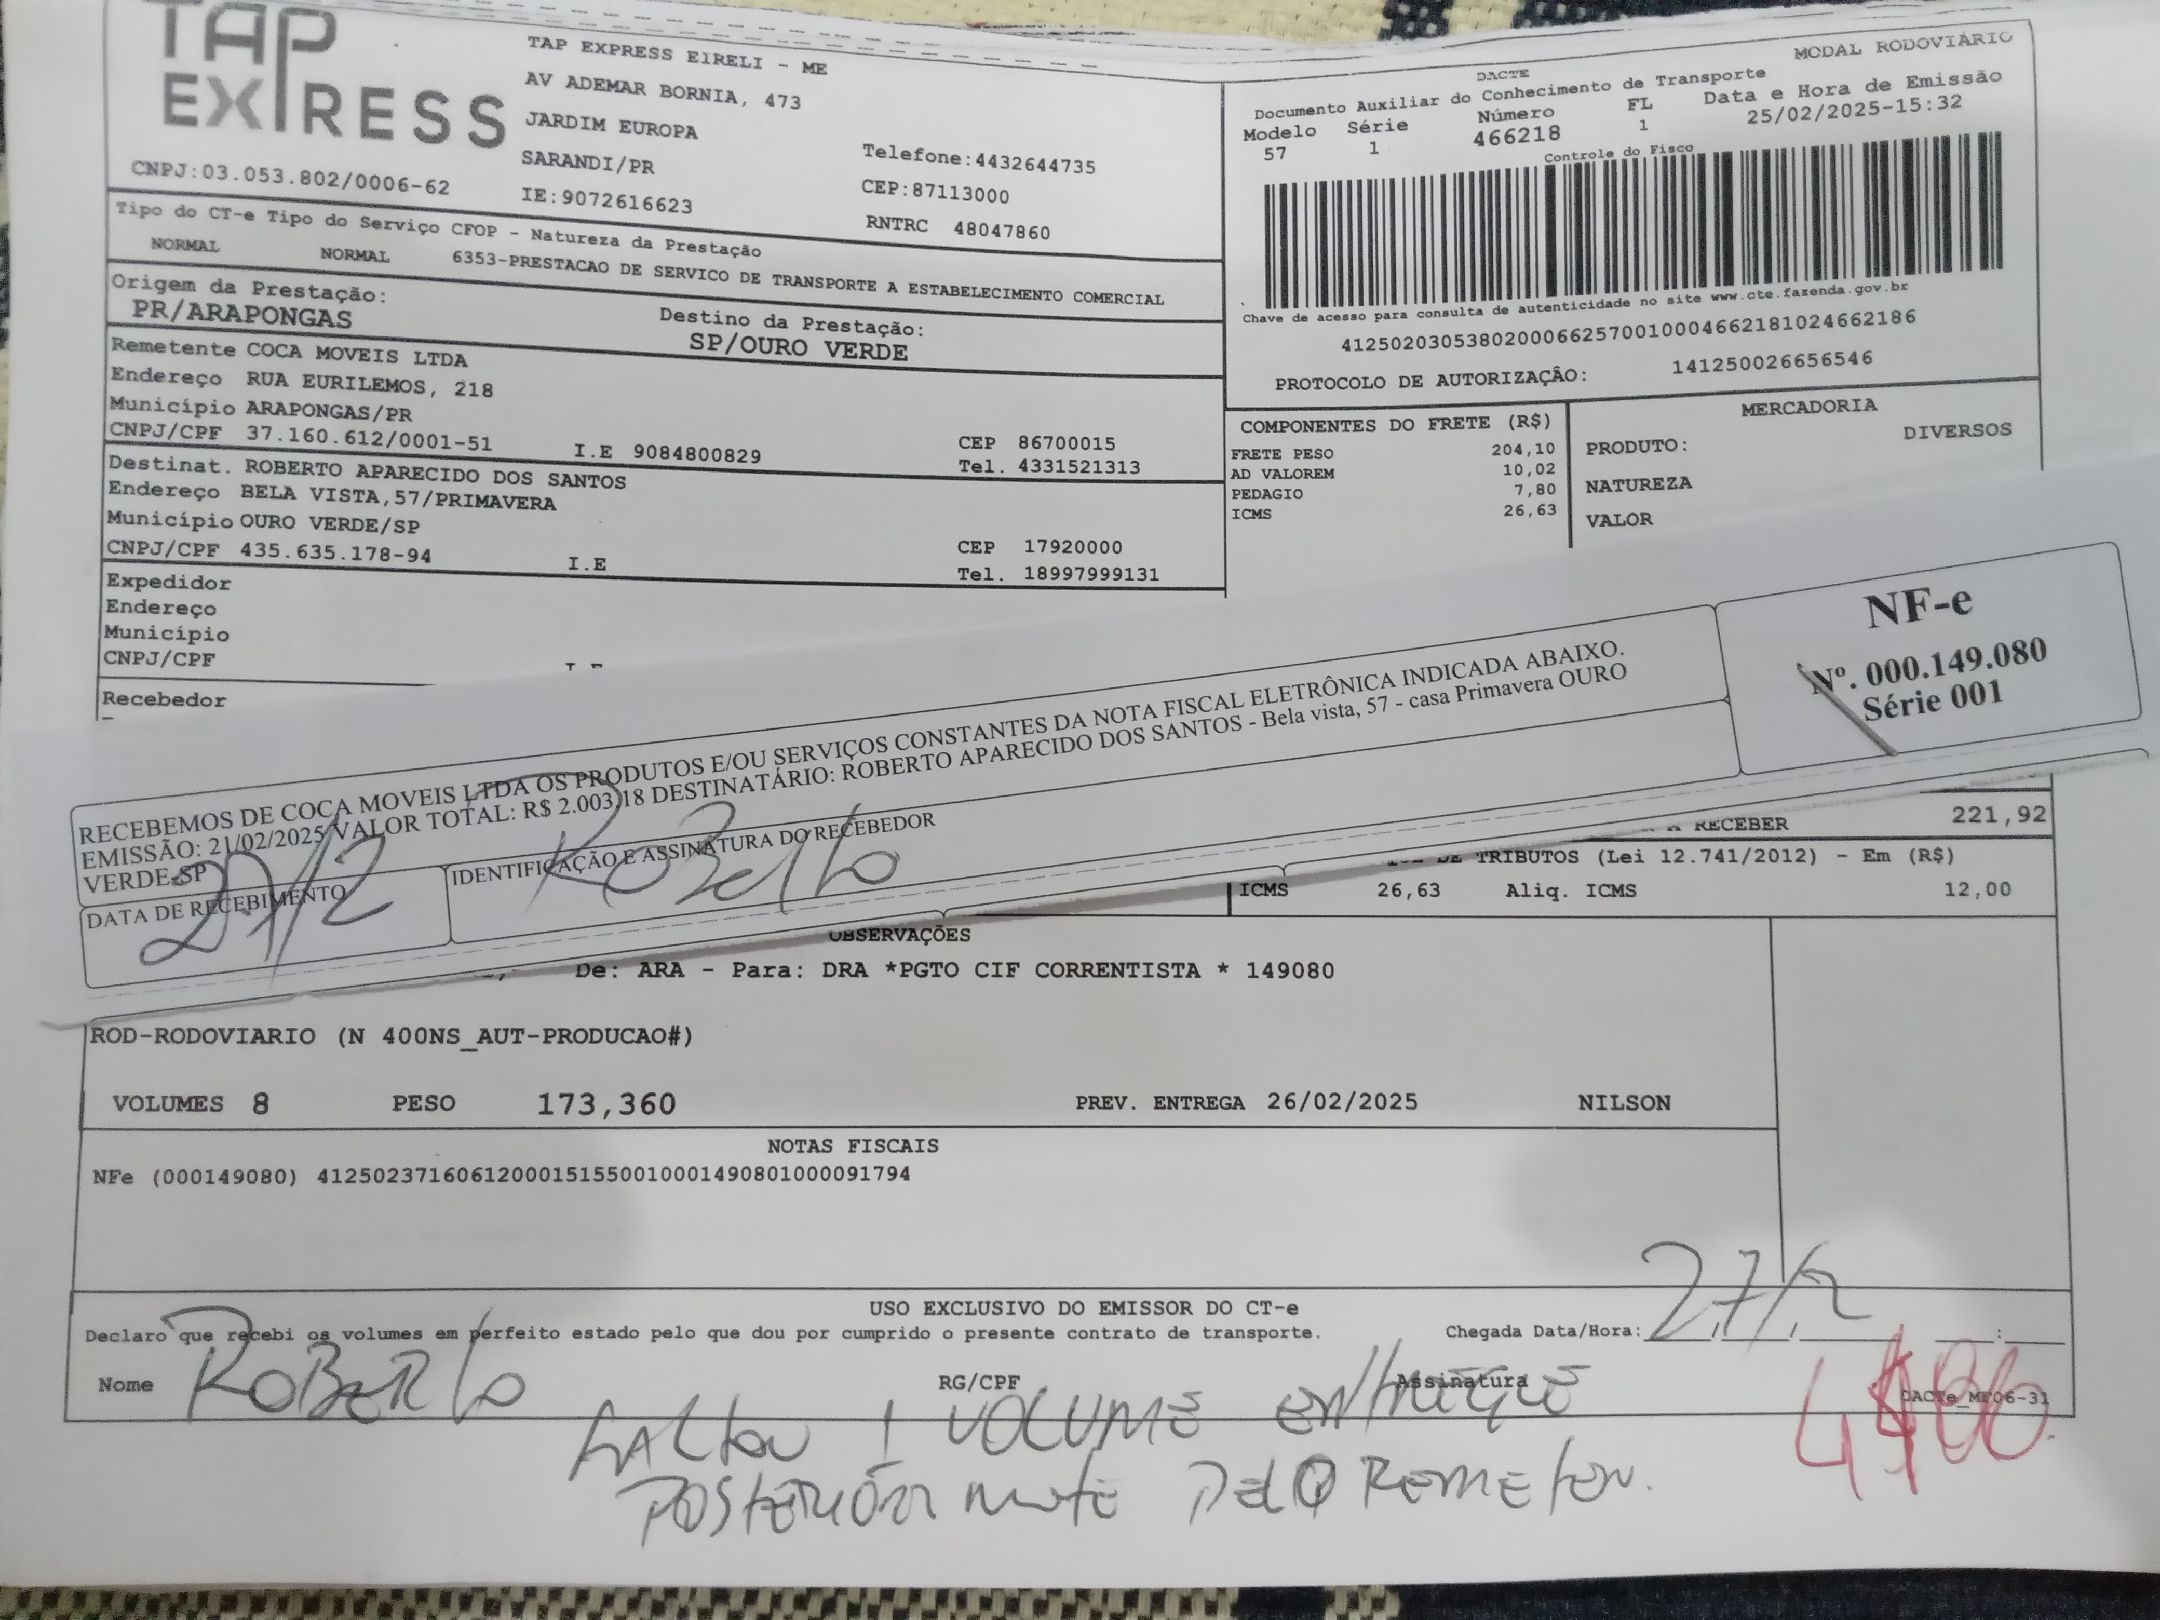 TAP
EXPRESS
TAP EXPRESS EIRELI - ME
AV ADEMAR BORNIA, 473
JARDIM EUROPA
SARANDI/PR
IE:9072616623
Telefone:4432644735
CEP:87113000
RNTRC 48047860
CNPJ:03.053.802/0006-62
Tipo do CT-e Tipo do Serviço CFOP - Natureza da Prestação
NORMAL NORMAL 6353-PRESTACAO DE SERVICO DE TRANSPORTE A ESTABELECIMENTO COMERCIAL
Origem da Prestação:
PR/ARAPONGAS
Destino da Prestação:
SP/OURO VERDE
Remetente COCA MOVEIS LTDA
Endereço RUA EURILEMOS, 218
Município ARAPONGAS/PR
CNPJ/CPF 37.160.612/0001-51 I.E 9084800829
CEP 86700015
Tel. 4331521313
Destinat. ROBERTO APARECIDO DOS SANTOS
Endereço BELA VISTA,57/PRIMAVERA
Município OURO VERDE/SP
CNPJ/CPF 435.635.178-94 I.E
CEP 17920000
Tel. 18997999131
Expedidor
Endereço
Município
CNPJ/CPF
Recebedor
MODAL RODOVIÁRIO
DACTE
Documento Auxiliar do Conhecimento de Transporte
Modelo Série Número FL Data e Hora de Emissão
57 1 466218 1 25/02/2025-15:32
Controle do Fisco
Chave de acesso para consulta de autenticidade no site www.cte.fazenda.gov.br
41250203053802000662570010004662181024662186
PROTOCOLO DE AUTORIZAÇÂO: 141250026656546
COMPONENTES DO FRETE (R$)
FRETE PESO 204,10
AD VALOREM 10,02
PEDAGIO 7,80
ICMS 26,63
MERCADORIA
PRODUTO: DIVERSOS
NATUREZA
VALOR
RECEBEMOS DE COCA MOVEIS LTDA OS PRODUTOS E/OU SERVIÇOS CONSTANTES DA NOTA FISCAL ELETRÔNICA INDICADA ABAIXO.
EMISSÃO: 21/02/2025 VALOR TOTAL: R$ 2.003,18 DESTINATÁRIO: ROBERTO APARECIDO DOS SANTOS - Bela vista, 57 - casa Primavera OURO
VERDE-SP
DATA DE RECEBIMENTO
27/2
IDENTIFICAÇÃO E ASSINATURA DO RECEBEDOR
Roberto
NF-e
Nº. 000.149.080
Série 001
A RECEBER 221,92
DE TRIBUTOS (Lei 12.741/2012) - Em (R$)
ICMS 26,63 Aliq. ICMS 12,00
OBSERVAÇÕES
De: ARA - Para: DRA *PGTO CIF CORRENTISTA * 149080
ROD-RODOVIARIO (N 400NS_AUT-PRODUCAO#)
VOLUMES 8 PESO 173,360 PREV. ENTREGA 26/02/2025 NILSON
NOTAS FISCAIS
NFe (000149080) 41250237160612000151550010001490801000091794
USO EXCLUSIVO DO EMISSOR DO CT-e
Declaro que recebi os volumes em perfeito estado pelo que dou por cumprido o presente contrato de transporte. Chegada Data/Hora: 27/2
Nome Roberto RG/CPF Assinatura
DACTe_MP06-31
FALTOU 1 VOLUME
PELO